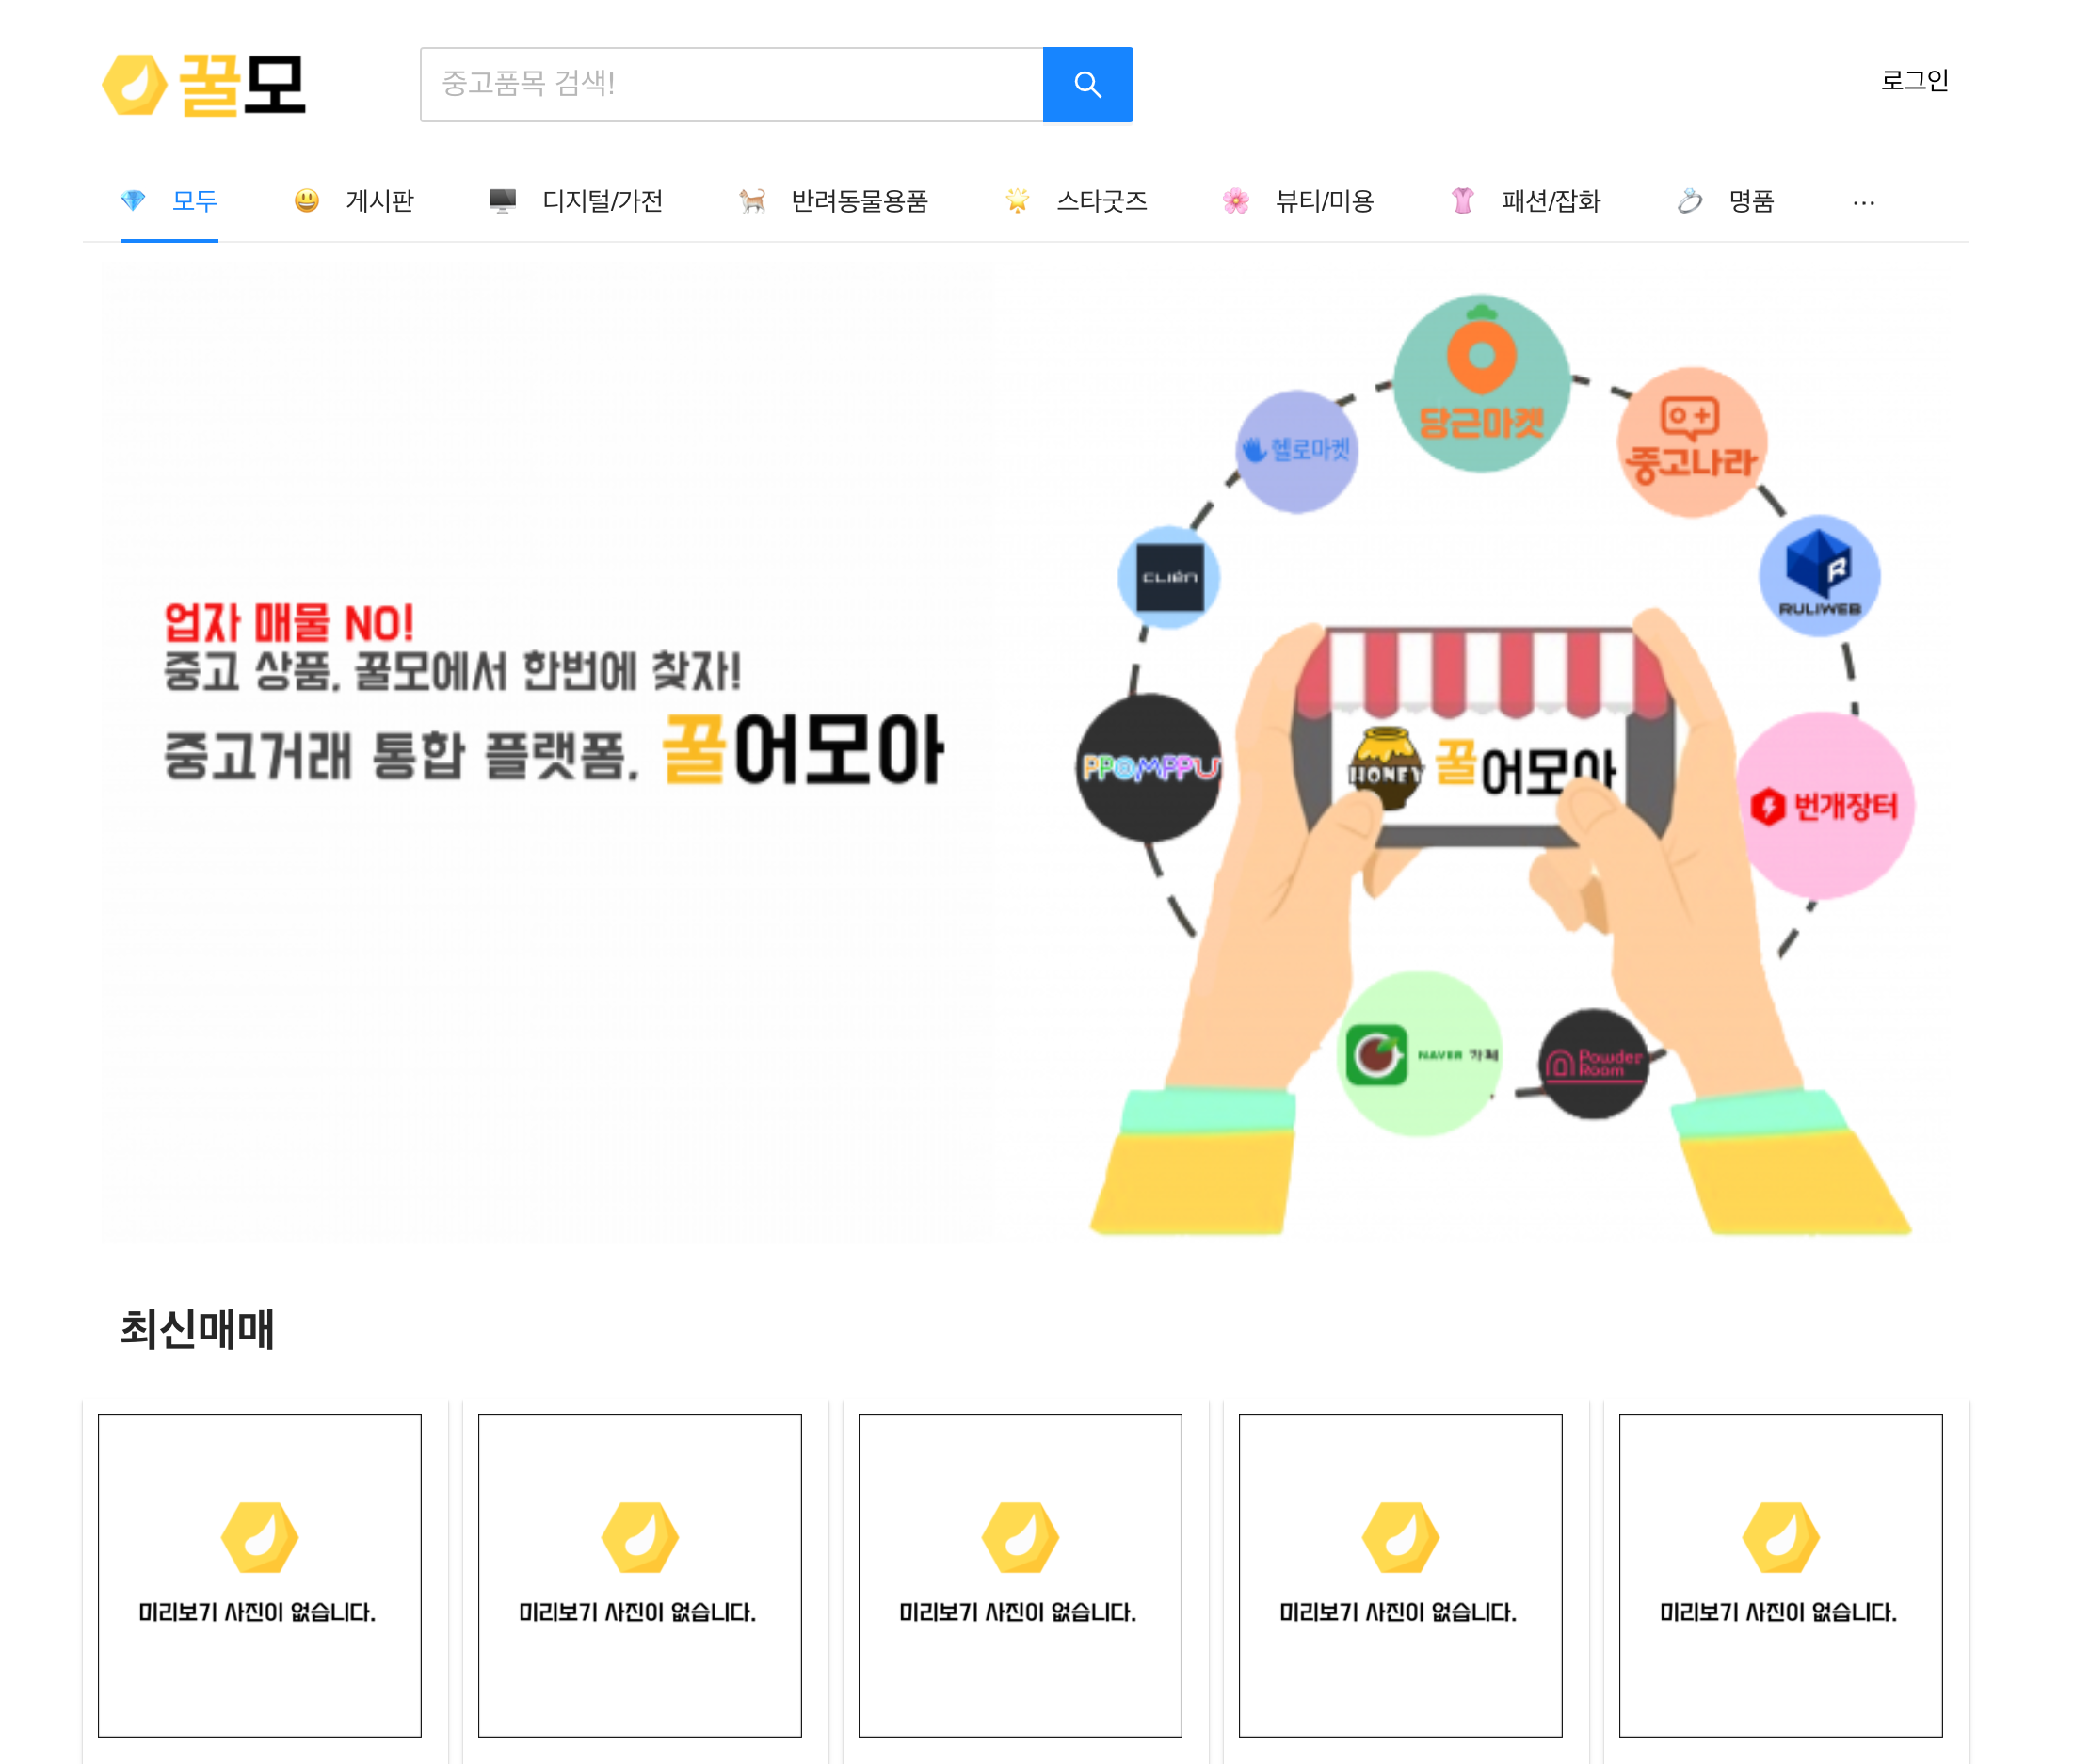 꿀모
중고품목 검색!
로그인
모두
게시판
디지털/가전
반려동물용품
스타굿즈
뷰티/미용
패션/잡화
명품
...
당근마켓
헬로마켓
중고나라
CLIEN
RULIWEB
업자 매물 NO!
중고 상품, 꿀모에서 한번에 찾자!
중고거래 통합 플랫폼, 꿀어모아
PPOMPPU
HONEY 꿀어모아
번개장터
NAVER 카페
Powder
Room
최신매매
미리보기 사진이 없습니다.
미리보기 사진이 없습니다.
미리보기 사진이 없습니다.
미리보기 사진이 없습니다.
미리보기 사진이 없습니다.